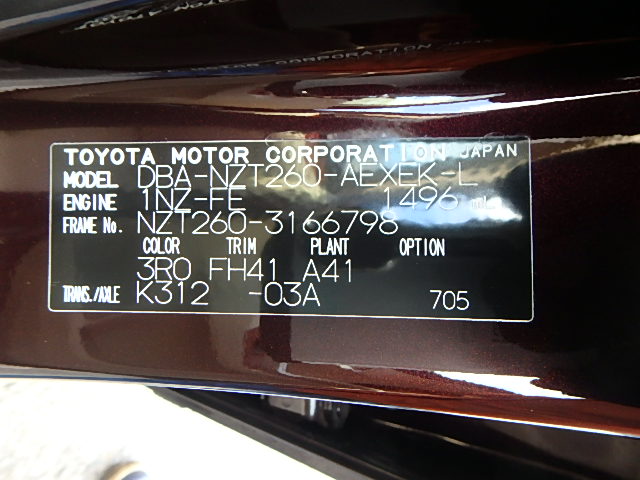 TOYOTA MOTOR CORPORATION JAPAN
MODEL DBA-NZT260-AEXEK-L
ENGINE 1NZ-FE 1496 mL
FRAME No. NZT260-3166798
COLOR TRIM PLANT OPTION
3R0 FH41 A41
TRANS./AXLE K312 -03A 705